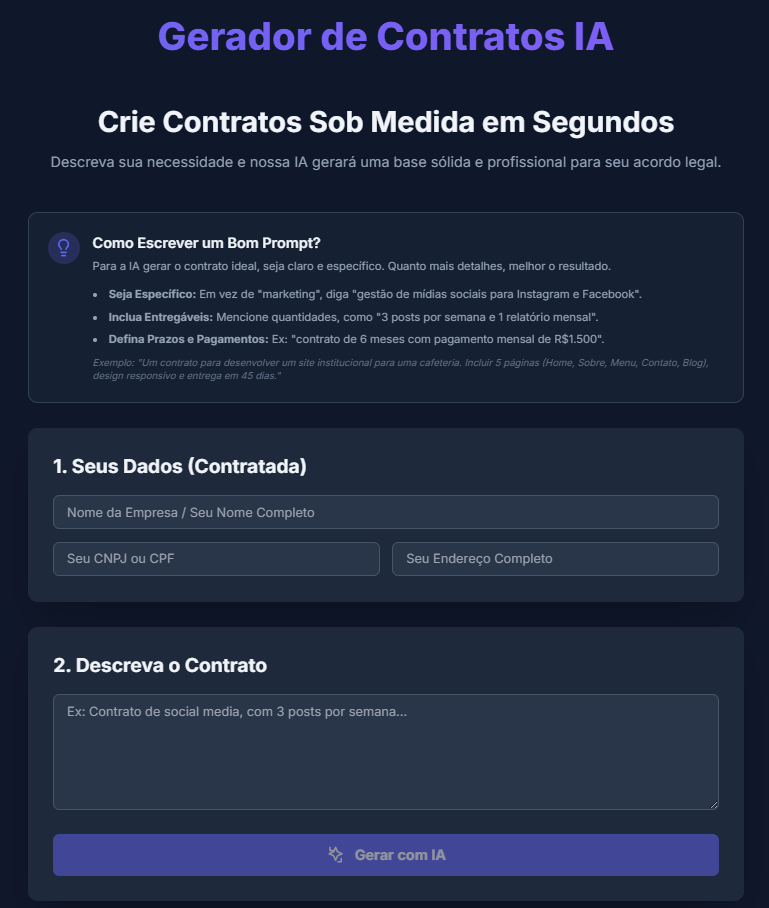 Gerador de Contratos IA
Crie Contratos Sob Medida em Segundos
Descreva sua necessidade e nossa IA gerará uma base sólida e profissional para seu acordo legal.
Como Escrever um Bom Prompt?
Para a IA gerar o contrato ideal, seja claro e específico. Quanto mais detalhes, melhor o resultado.
• Seja Específico: Em vez de "marketing", diga "gestão de mídias sociais para Instagram e Facebook".
• Inclua Entregáveis: Mencione quantidades, como "3 posts por semana e 1 relatório mensal".
• Defina Prazos e Pagamentos: Ex: "contrato de 6 meses com pagamento mensal de R$1.500".
Exemplo: "Um contrato para desenvolver um site institucional para uma cafeteria. Incluir 5 páginas (Home, Sobre, Menu, Contato, Blog),
design responsivo e entrega em 45 dias."
1. Seus Dados (Contratada)
Nome da Empresa / Seu Nome Completo
Seu CNPJ ou CPF
Seu Endereço Completo
2. Descreva o Contrato
Ex: Contrato de social media, com 3 posts por semana...
Gerar com IA